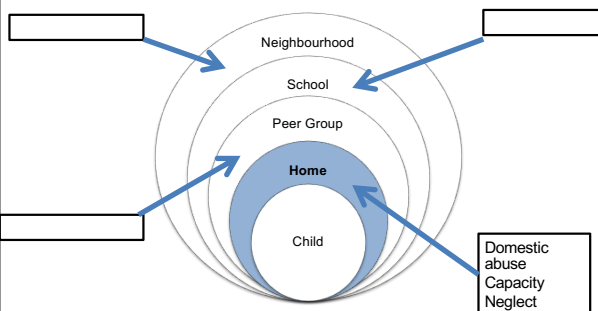 Neighbourhood
School
Peer Group
Home
Child
Domestic
abuse
Capacity
Neglect